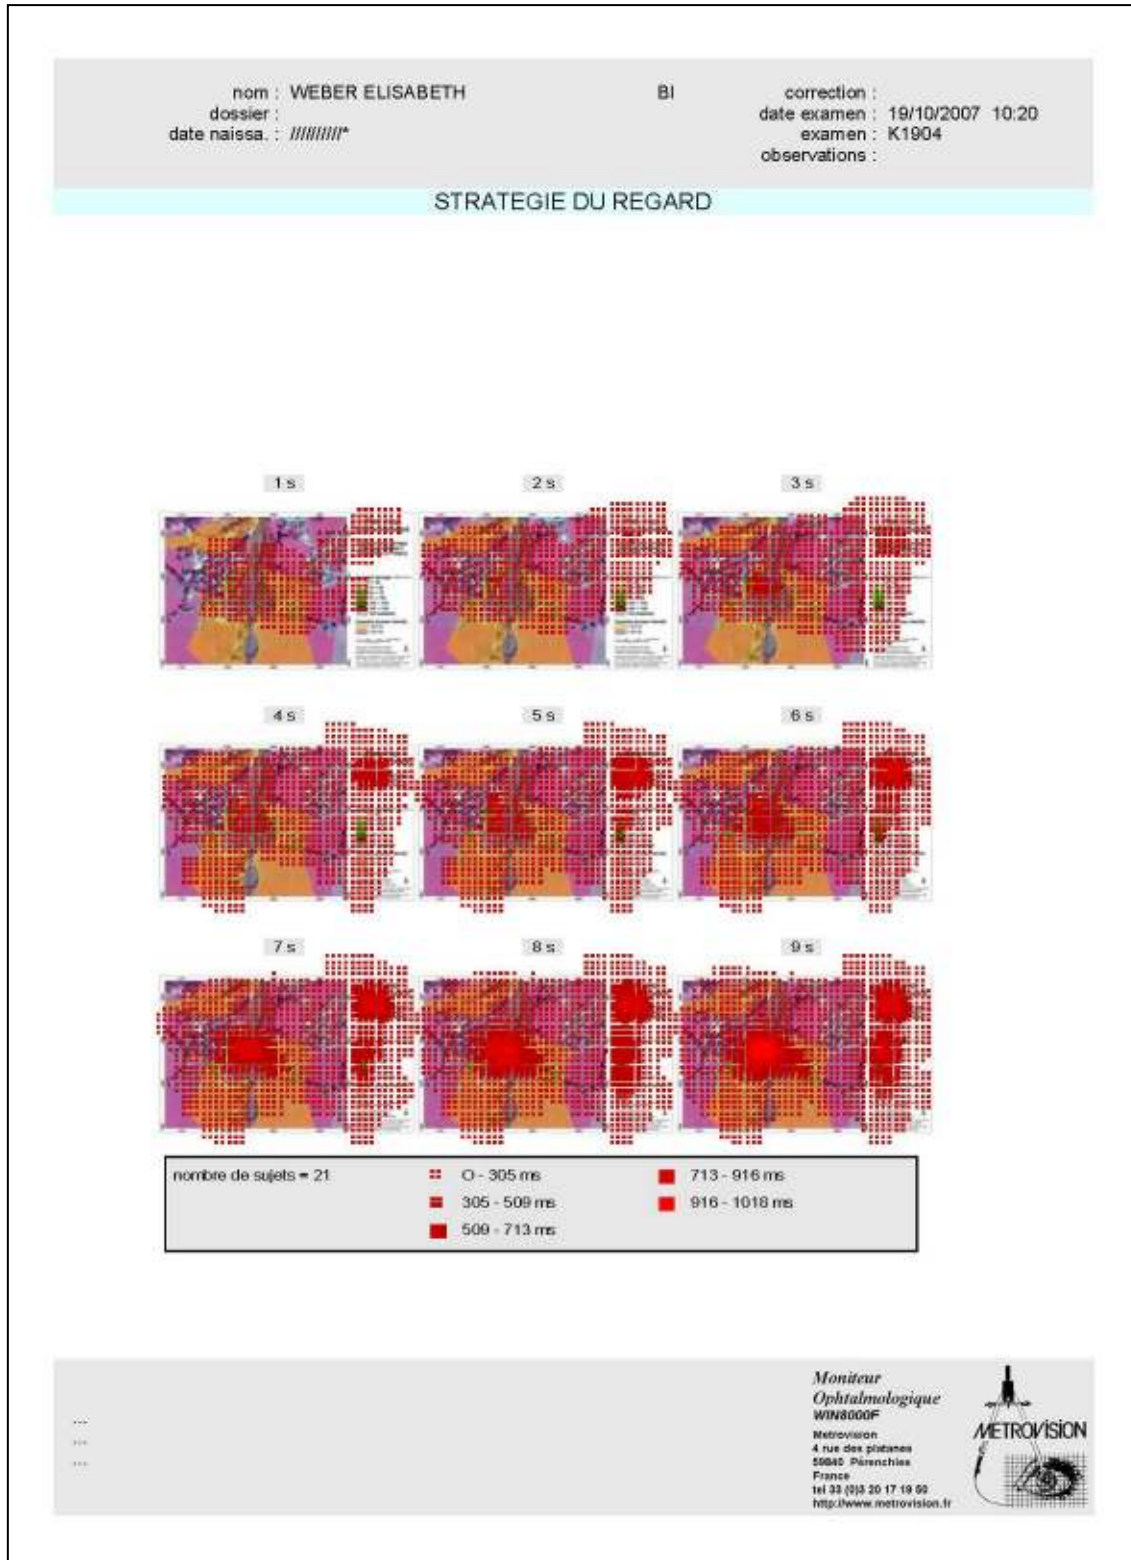 nom : WEBER ELISABETH
BI
correction :
dossier :
date examen : 19/10/2007 10:20
date naissa. : //////////*
examen : K1904
observations :
STRATEGIE DU REGARD
1 s
2 s
3 s
4 s
5 s
6 s
7 s
8 s
9 s
nombre de sujets = 21
O - 305 ms
713 - 916 ms
305 - 509 ms
916 - 1018 ms
509 - 713 ms
Moniteur
Ophtalmologique
WIN8000F
Metrovision
4 rue des platanes
59840 Pérenchies
France
tel 33 (0)3 20 17 19 50
http://www.metrovision.fr
METROVISION
---
---
---